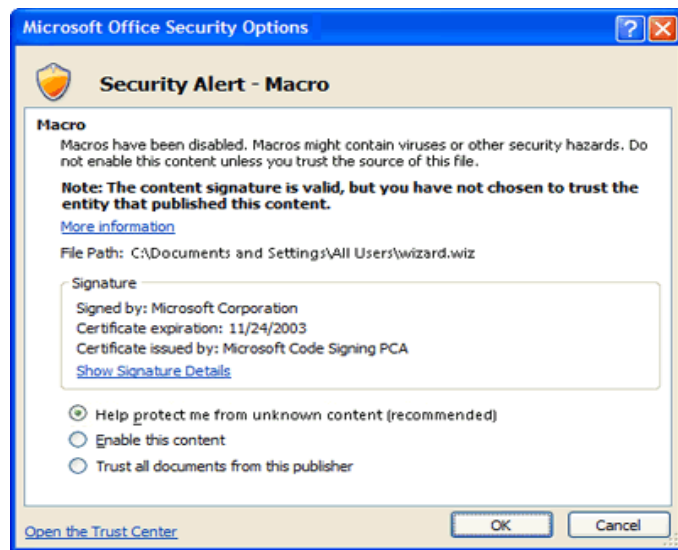 Microsoft Office Security Options
Security Alert - Macro
Macro
Macros have been disabled. Macros might contain viruses or other security hazards. Do
not enable this content unless you trust the source of this file.
Note: The content signature is valid, but you have not chosen to trust the
entity that published this content.
More information
File Path: C:\Documents and Settings\All Users\wizard.wiz
Signature
Signed by: Microsoft Corporation
Certificate expiration: 11/24/2003
Certificate issued by: Microsoft Code Signing PCA
Show Signature Details
Help protect me from unknown content (recommended)
Enable this content
Trust all documents from this publisher
Open the Trust Center
OK
Cancel